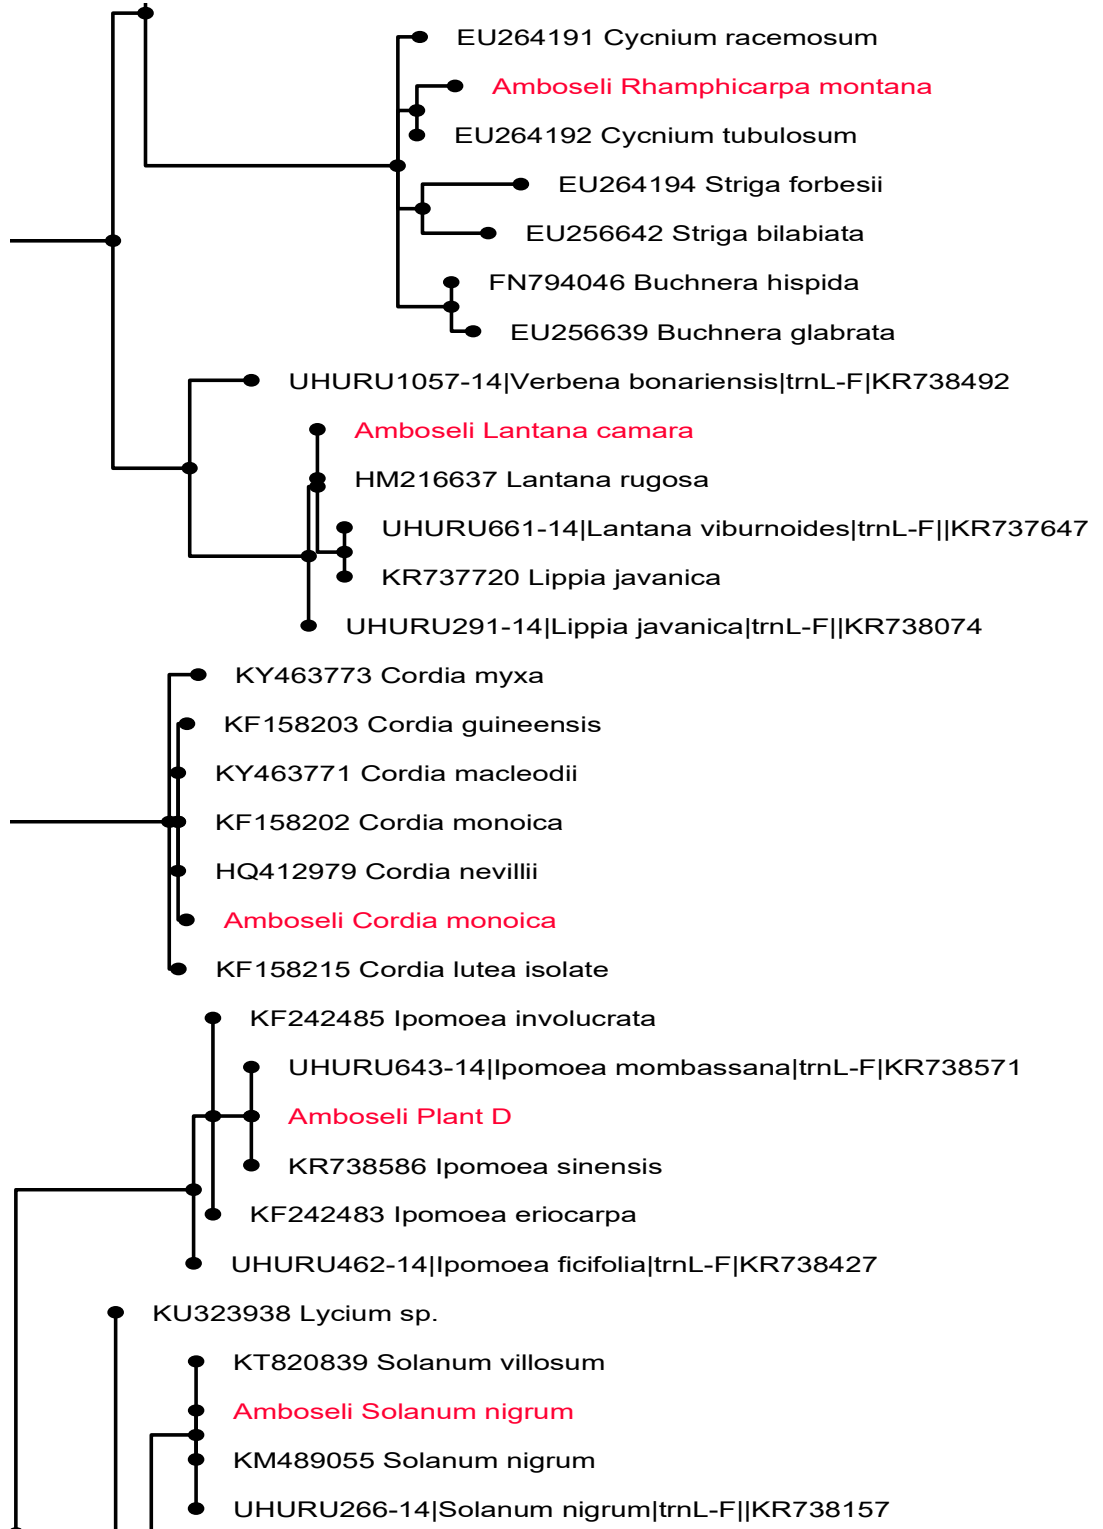 EU264191 Cycnium racemosum
Amboseli Rhamphicarpa montana
EU264192 Cycnium tubulosum
EU264194 Striga forbesii
EU256642 Striga bilabiata
FN794046 Buchnera hispida
EU256639 Buchnera glabrata
UHURU1057-14|Verbena bonariensis|trnL-F|KR738492
Amboseli Lantana camara
HM216637 Lantana rugosa
UHURU661-14|Lantana viburnoides|trnL-F||KR737647
KR737720 Lippia javanica
UHURU291-14|Lippia javanica|trnL-F||KR738074
KY463773 Cordia myxa
KF158203 Cordia guineensis
KY463771 Cordia macleodii
KF158202 Cordia monoica
HQ412979 Cordia nevillii
Amboseli Cordia monoica
KF158215 Cordia lutea isolate
KF242485 Ipomoea involucrata
UHURU643-14|Ipomoea mombassana|trnL-F|KR738571
Amboseli Plant D
KR738586 Ipomoea sinensis
KF242483 Ipomoea eriocarpa
UHURU462-14|Ipomoea ficifolia|trnL-F|KR738427
KU323938 Lycium sp.
KT820839 Solanum villosum
Amboseli Solanum nigrum
KM489055 Solanum nigrum
UHURU266-14|Solanum nigrum|trnL-F||KR738157